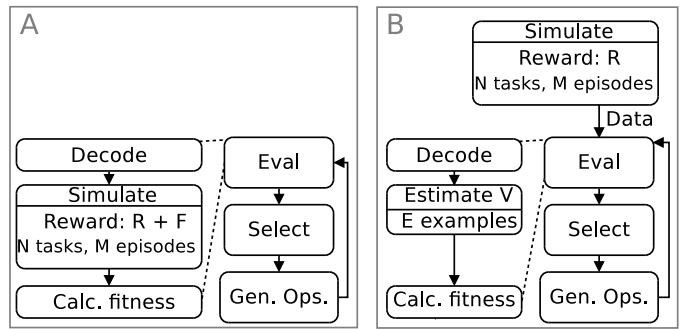 A
Decode
Simulate
Reward: R + F
N tasks, M episodes
Calc. fitness
Eval
Select
Gen. Ops.
B
Simulate
Reward: R
N tasks, M episodes
Data
Decode
Estimate V
E examples
Calc. fitness
Eval
Select
Gen. Ops.